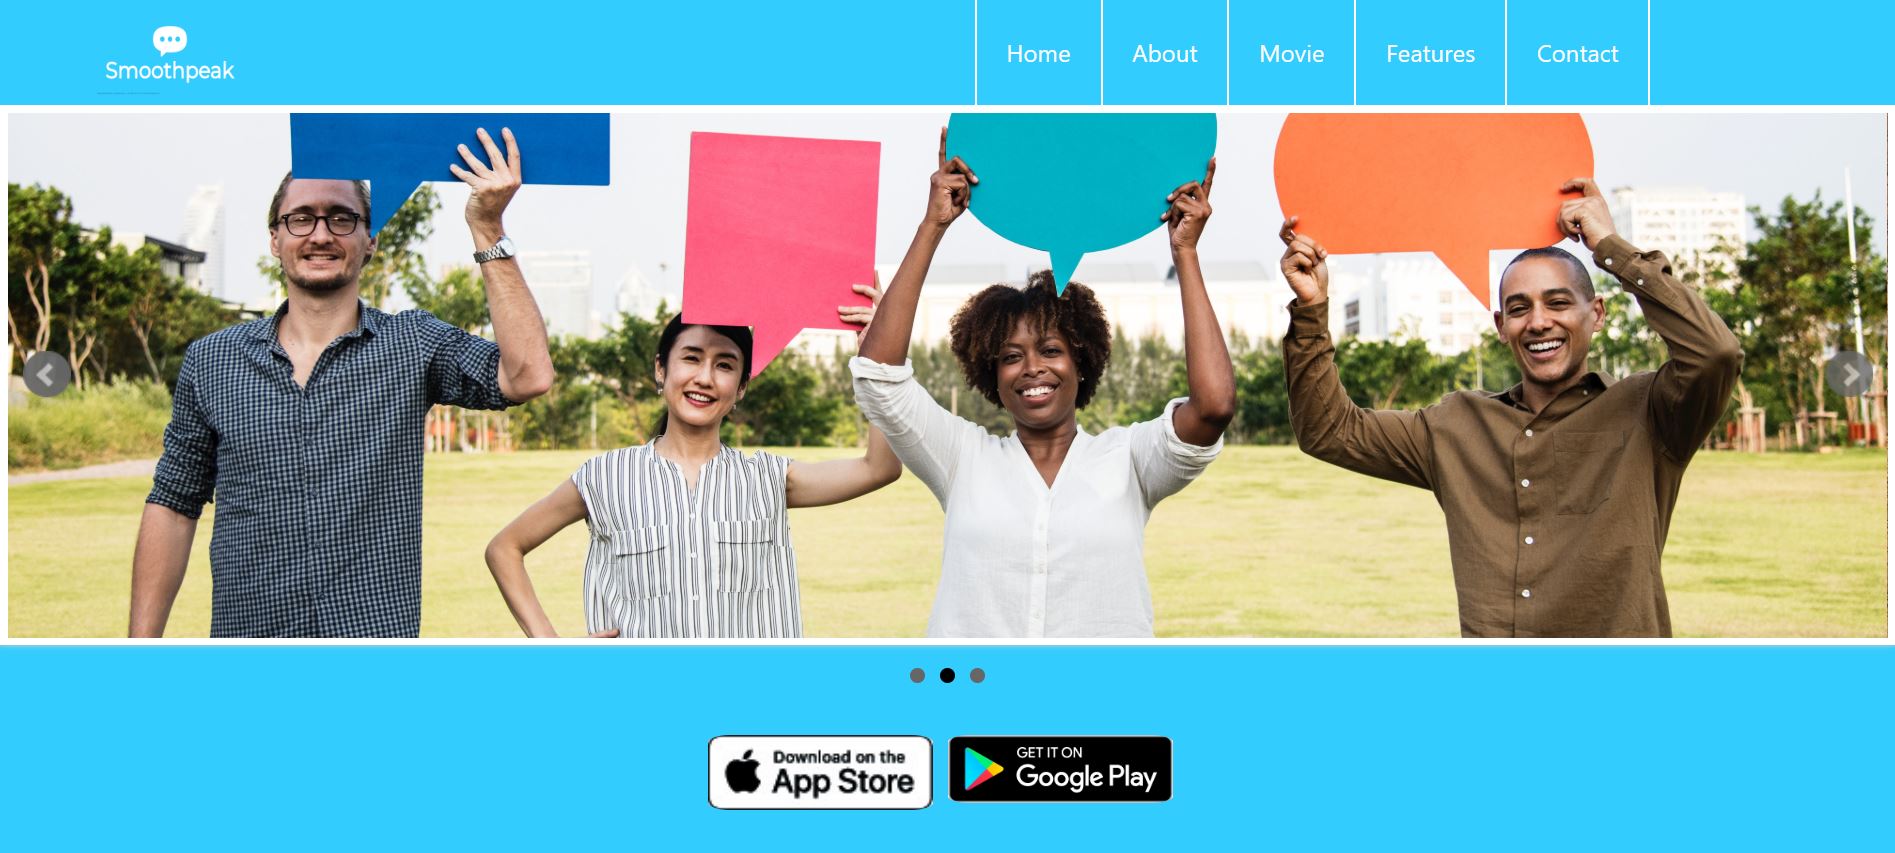 Smoothpeak
Home
About
Movie
Features
Contact
Download on the
App Store
GET IT ON
Google Play